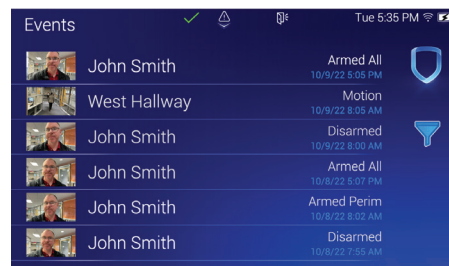 Events
Tue 5:35 PM
John Smith
Armed All
10/9/22 5:05 PM
West Hallway
Motion
10/9/22 8:05 AM
John Smith
Disarmed
10/9/22 8:00 AM
John Smith
Armed All
10/8/22 5:07 PM
John Smith
Armed Perim
10/8/22 8:02 AM
John Smith
Disarmed
10/8/22 7:55 AM